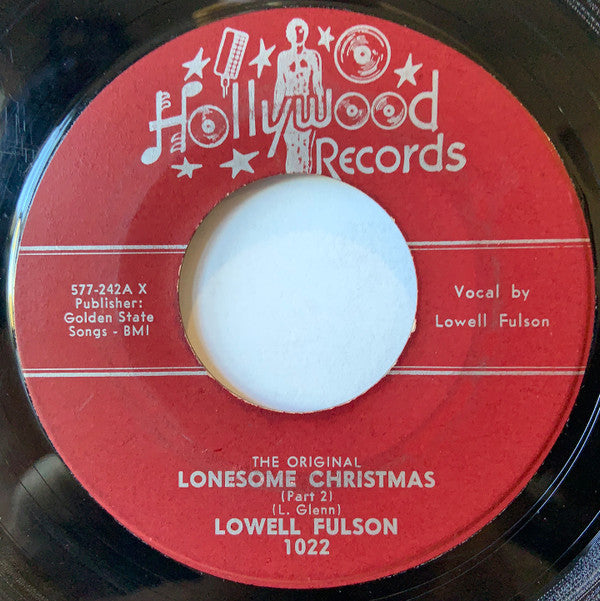 Hollywood
Records
577-242A X
Publisher:
Golden State
Songs - BMI
Vocal by
Lowell Fulson
THE ORIGINAL
LONESOME CHRISTMAS
(Part 2)
(L. Glenn)
LOWELL FULSON
1022